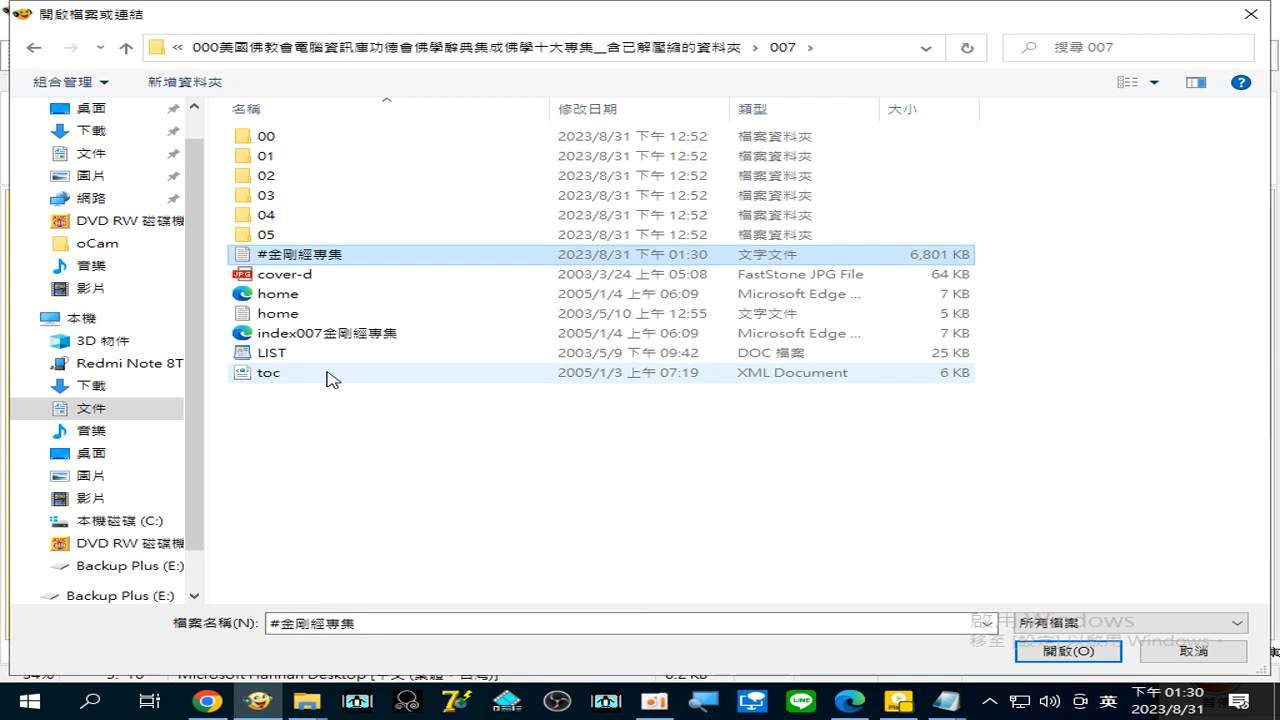 開啟檔案或連結
« 000美國佛教會電腦資訊庫功德會佛學辭典集成佛學十大專集__含已解壓縮的資料夾 › 007 ›
搜尋 007
組合管理
新增資料夾
名稱 修改日期 類型 大小
桌面
下載
文件
圖片
網路
DVD RW 磁碟機
oCam
音樂
影片
本機
3D 物件
Redmi Note 8T
下載
文件
音樂
桌面
圖片
影片
本機磁碟 (C:)
DVD RW 磁碟機
Backup Plus (E:)
Backup Plus (E:)
00 2023/8/31 下午 12:52 檔案資料夾
01 2023/8/31 下午 12:52 檔案資料夾
02 2023/8/31 下午 12:52 檔案資料夾
03 2023/8/31 下午 12:52 檔案資料夾
04 2023/8/31 下午 12:52 檔案資料夾
05 2023/8/31 下午 12:52 檔案資料夾
#金剛經專集 2023/8/31 下午 01:30 文字文件 6,801 KB
cover-d 2003/3/24 上午 05:08 FastStone JPG File 64 KB
home 2005/1/4 上午 06:09 Microsoft Edge ... 7 KB
home 2003/5/10 上午 12:55 文字文件 5 KB
index007金剛經專集 2005/1/4 上午 06:09 Microsoft Edge ... 7 KB
LIST 2003/5/9 下午 09:42 DOC 檔案 25 KB
toc 2005/1/3 上午 07:19 XML Document 6 KB
檔案名稱(N): #金剛經專集
所有檔案
啟用 Windows
移至 [設定] 以啟用 Windows。
開啟(O)
取消
英
下午 01:30
2023/8/31